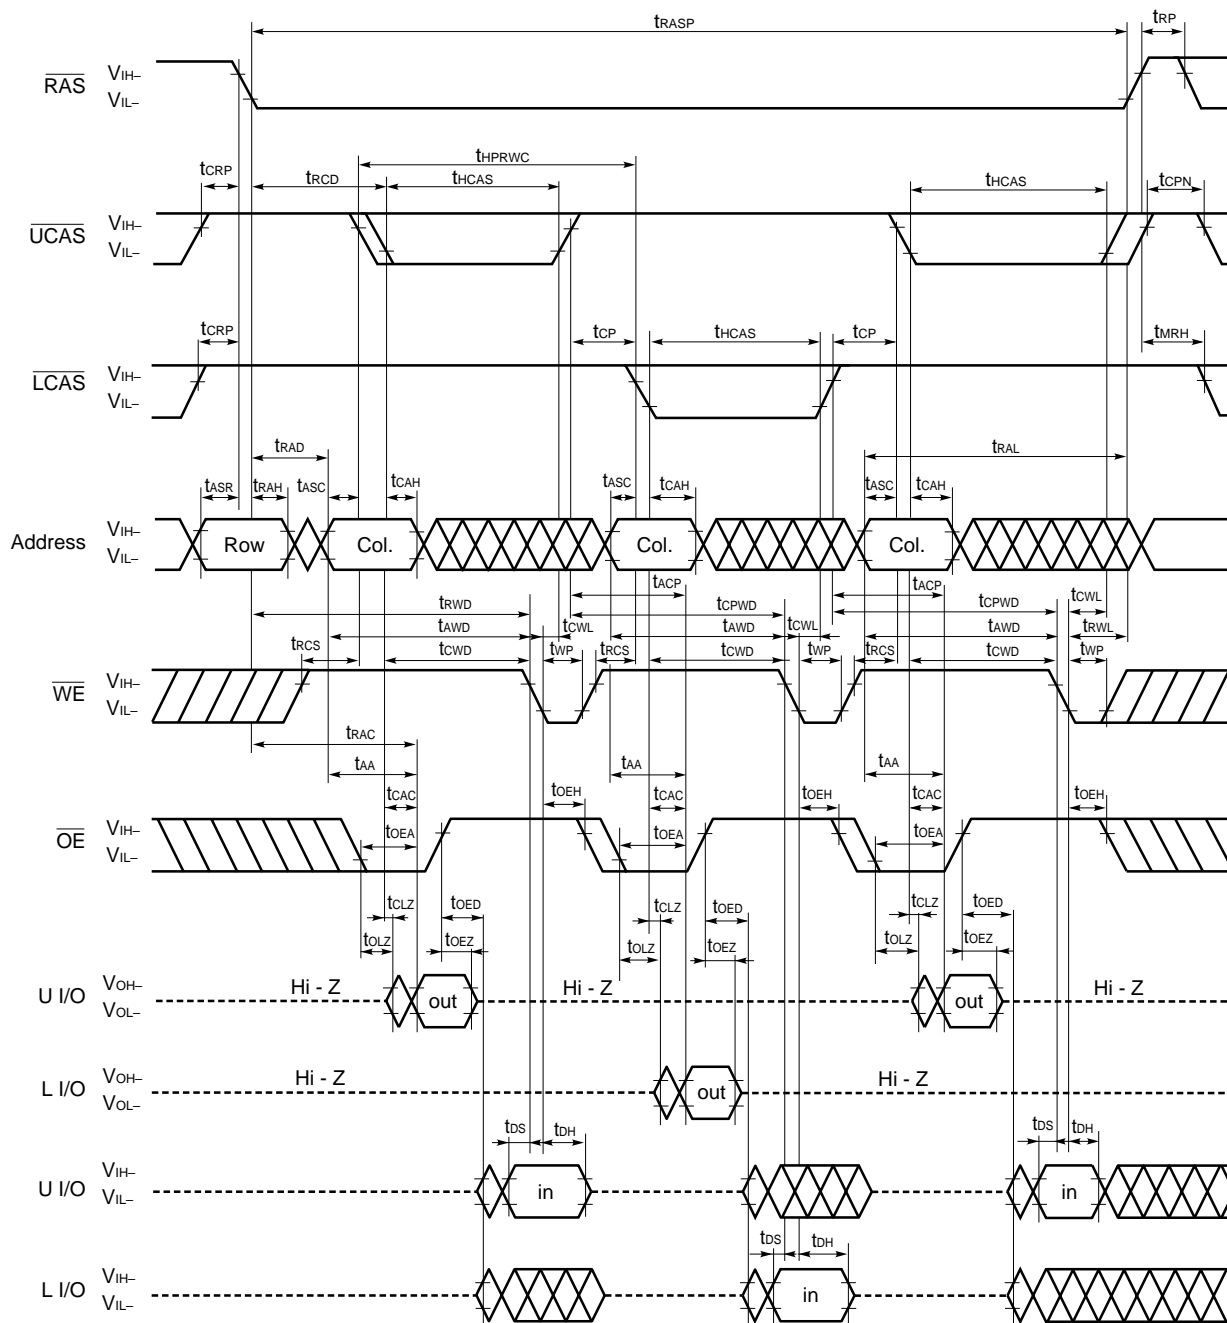 tRASP
tRP
RAS
VIH–
VIL–
tHPRWC
tCRP
tRCD
tHCAS
tHCAS
tCPN
UCAS
VIH–
VIL–
tCRP
tCP
tHCAS
tCP
tMRH
LCAS
VIH–
VIL–
tRAD
tRAL
tASR
tRAH
tASC
tCAH
tASC
tCAH
tASC
tCAH
Address
VIH–
VIL–
Row
Col.
Col.
Col.
tACP
tACP
tRWD
tCPWD
tCPWD
tCWL
tAWD
tCWL
tAWD
tCWL
tAWD
tRWL
tRCS
tCWD
tWP
tRCS
tCWD
tWP
tRCS
tCWD
tWP
WE
VIH–
VIL–
tRAC
tAA
tAA
tAA
tCAC
tOEH
tCAC
tOEH
tCAC
tOEH
OE
VIH–
VIL–
tOEA
tOEA
tOEA
tCLZ
tOED
tCLZ
tOED
tCLZ
tOED
tOLZ
tOEZ
tOLZ
tOEZ
tOLZ
tOEZ
U I/O
VOH–
VOL–
Hi - Z
out
Hi - Z
out
Hi - Z
L I/O
VOH–
VOL–
Hi - Z
out
Hi - Z
tDS
tDH
tDS
tDH
U I/O
VIH–
VIL–
in
in
tDS
tDH
L I/O
VIH–
VIL–
in